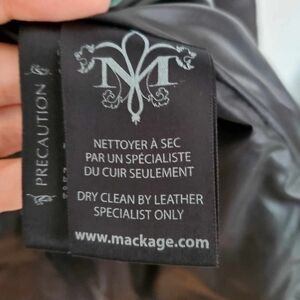 M
NETTOYER À SEC
PAR UN SPÉCIALISTE
DU CUIR SEULEMENT
DRY CLEAN BY LEATHER
SPECIALIST ONLY
www.mackage.com
PRECAUTION